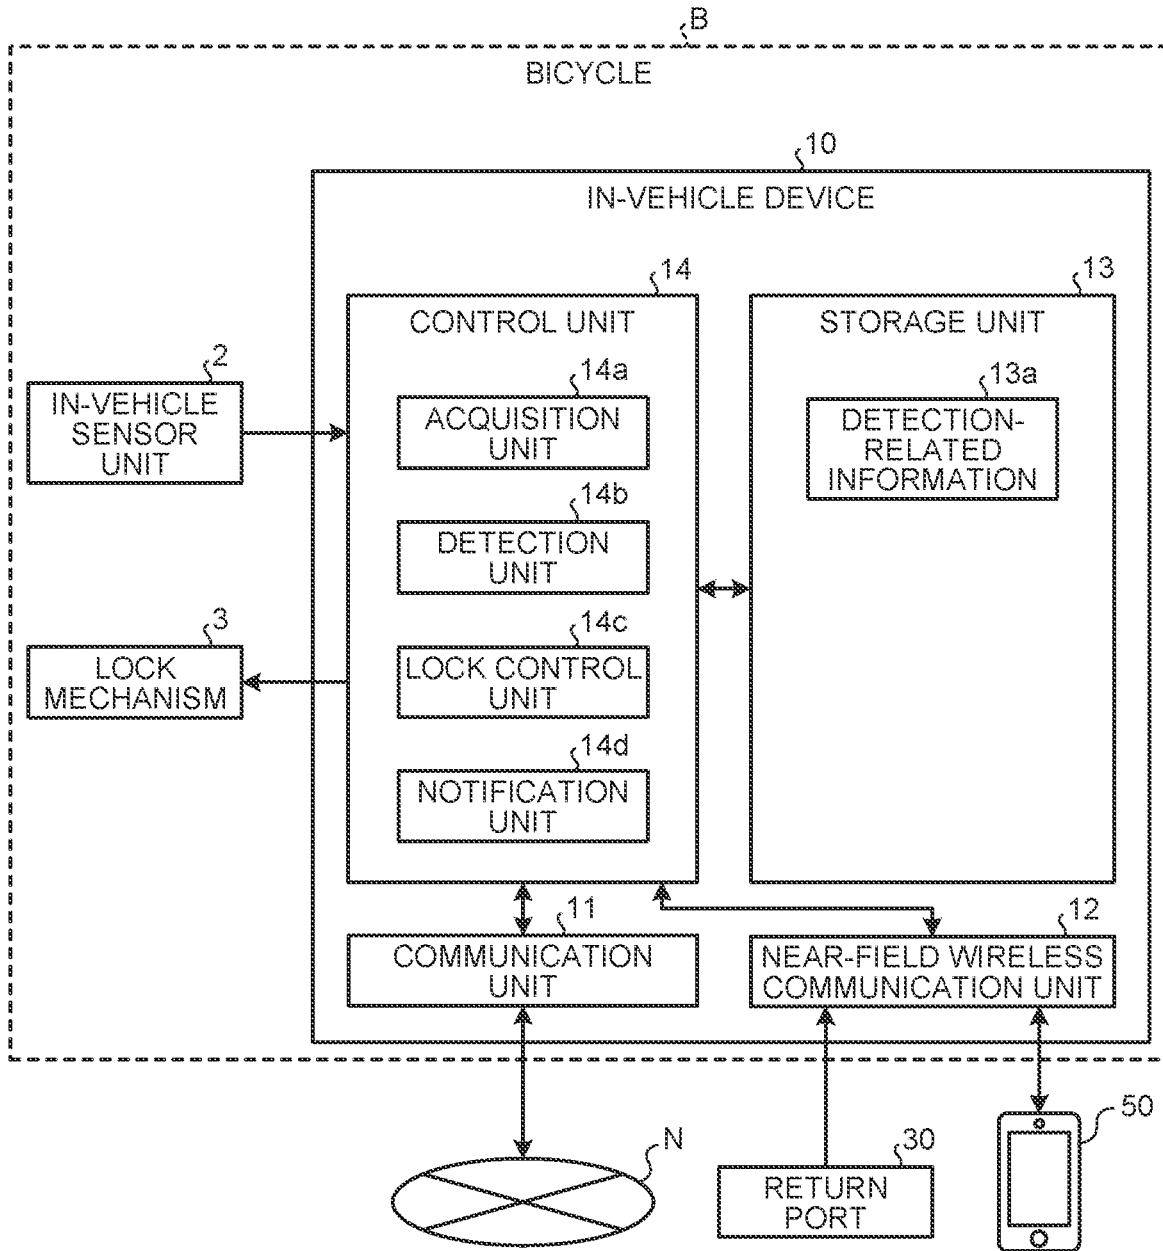 B
BICYCLE
10
IN-VEHICLE DEVICE
14
CONTROL UNIT
13
STORAGE UNIT
2
IN-VEHICLE
SENSOR
UNIT
14a
ACQUISITION
UNIT
13a
DETECTION-
RELATED
INFORMATION
14b
DETECTION
UNIT
3
LOCK
MECHANISM
14c
LOCK CONTROL
UNIT
14d
NOTIFICATION
UNIT
11
COMMUNICATION
UNIT
12
NEAR-FIELD WIRELESS
COMMUNICATION UNIT
N
30
RETURN
PORT
50